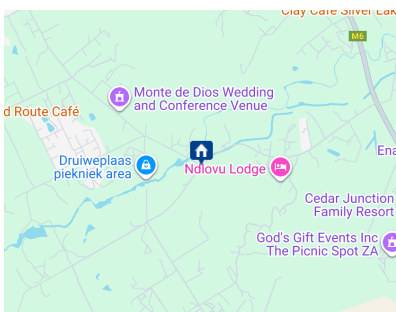 Clay Café Silver Lak
M6
Monte de Dios Wedding
and Conference Venue
d Route Café
Ena
Druiweplaas
piekniek area
Ndlovu Lodge
Cedar Junction
Family Resort
God's Gift Events Inc
The Picnic Spot ZA